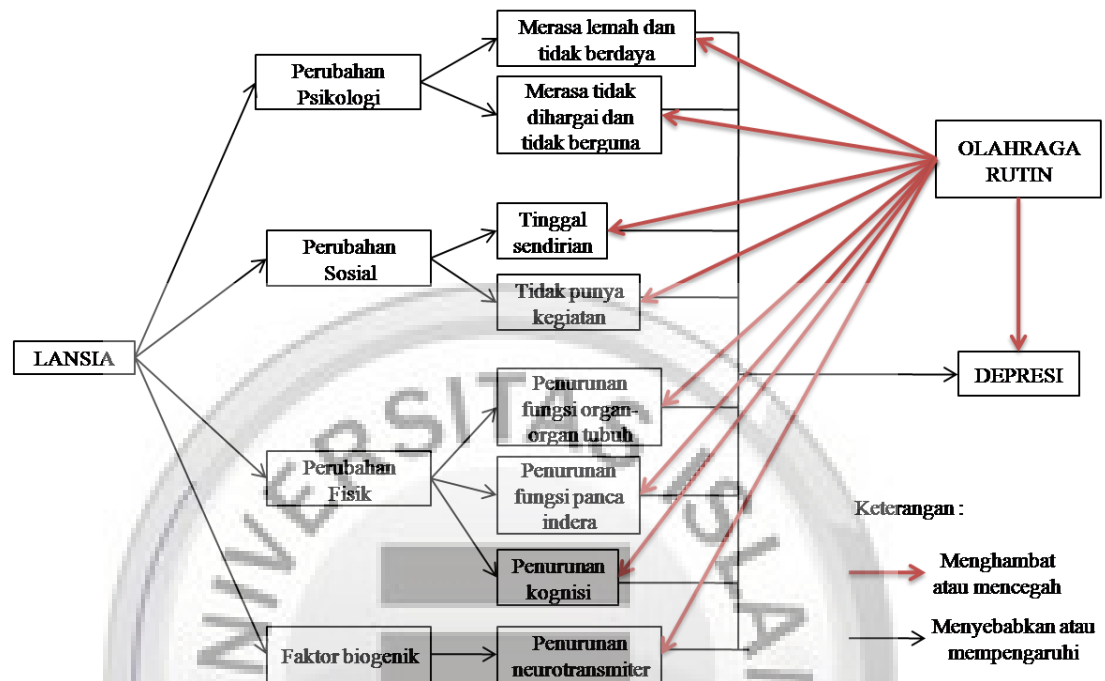 Merasa lemah dan
tidak berdaya
Perubahan
Psikologi
Merasa tidak
dihargai dan
tidak berguna
OLAHRAGA
RUTIN
Perubahan
Sosial
Tinggal
sendirian
Tidak punya
kegiatan
LANSIA
DEPRESI
Penurunan
fungsi organ-
organ tubuh
Perubahan
Fisik
Penurunan
fungsi panca
indera
Penurunan
kognisi
Faktor biogenik
Penurunan
neurotransmiter
Keterangan :
Menghambat
atau mencegah
Menyebabkan atau
mempengaruhi
NIVERSITAS ISLA